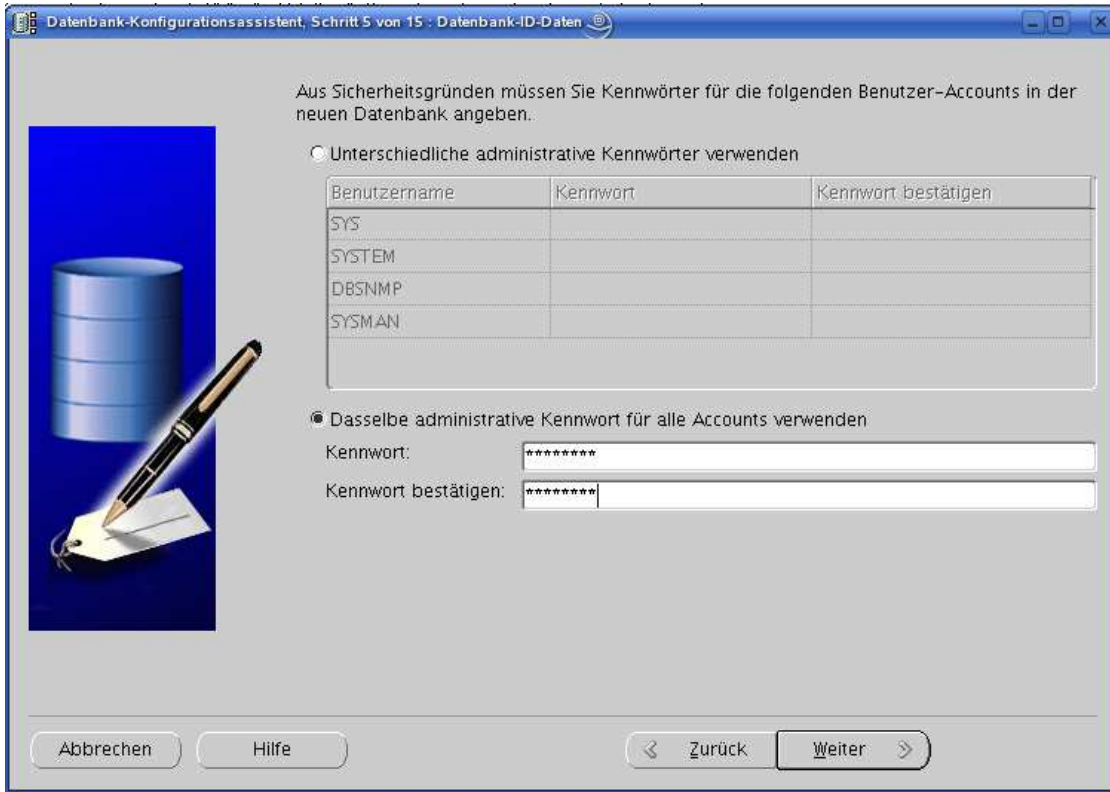 Datenbank-Konfigurationsassistent, Schritt 5 von 15 : Datenbank-ID-Daten
Aus Sicherheitsgründen müssen Sie Kennwörter für die folgenden Benutzer-Accounts in der
neuen Datenbank angeben.
Unterschiedliche administrative Kennwörter verwenden
Benutzername Kennwort Kennwort bestätigen
SYS
SYSTEM
DBSNMP
SYSMAN
Dasselbe administrative Kennwort für alle Accounts verwenden
Kennwort: ********
Kennwort bestätigen: ********
Abbrechen Hilfe Zurück Weiter